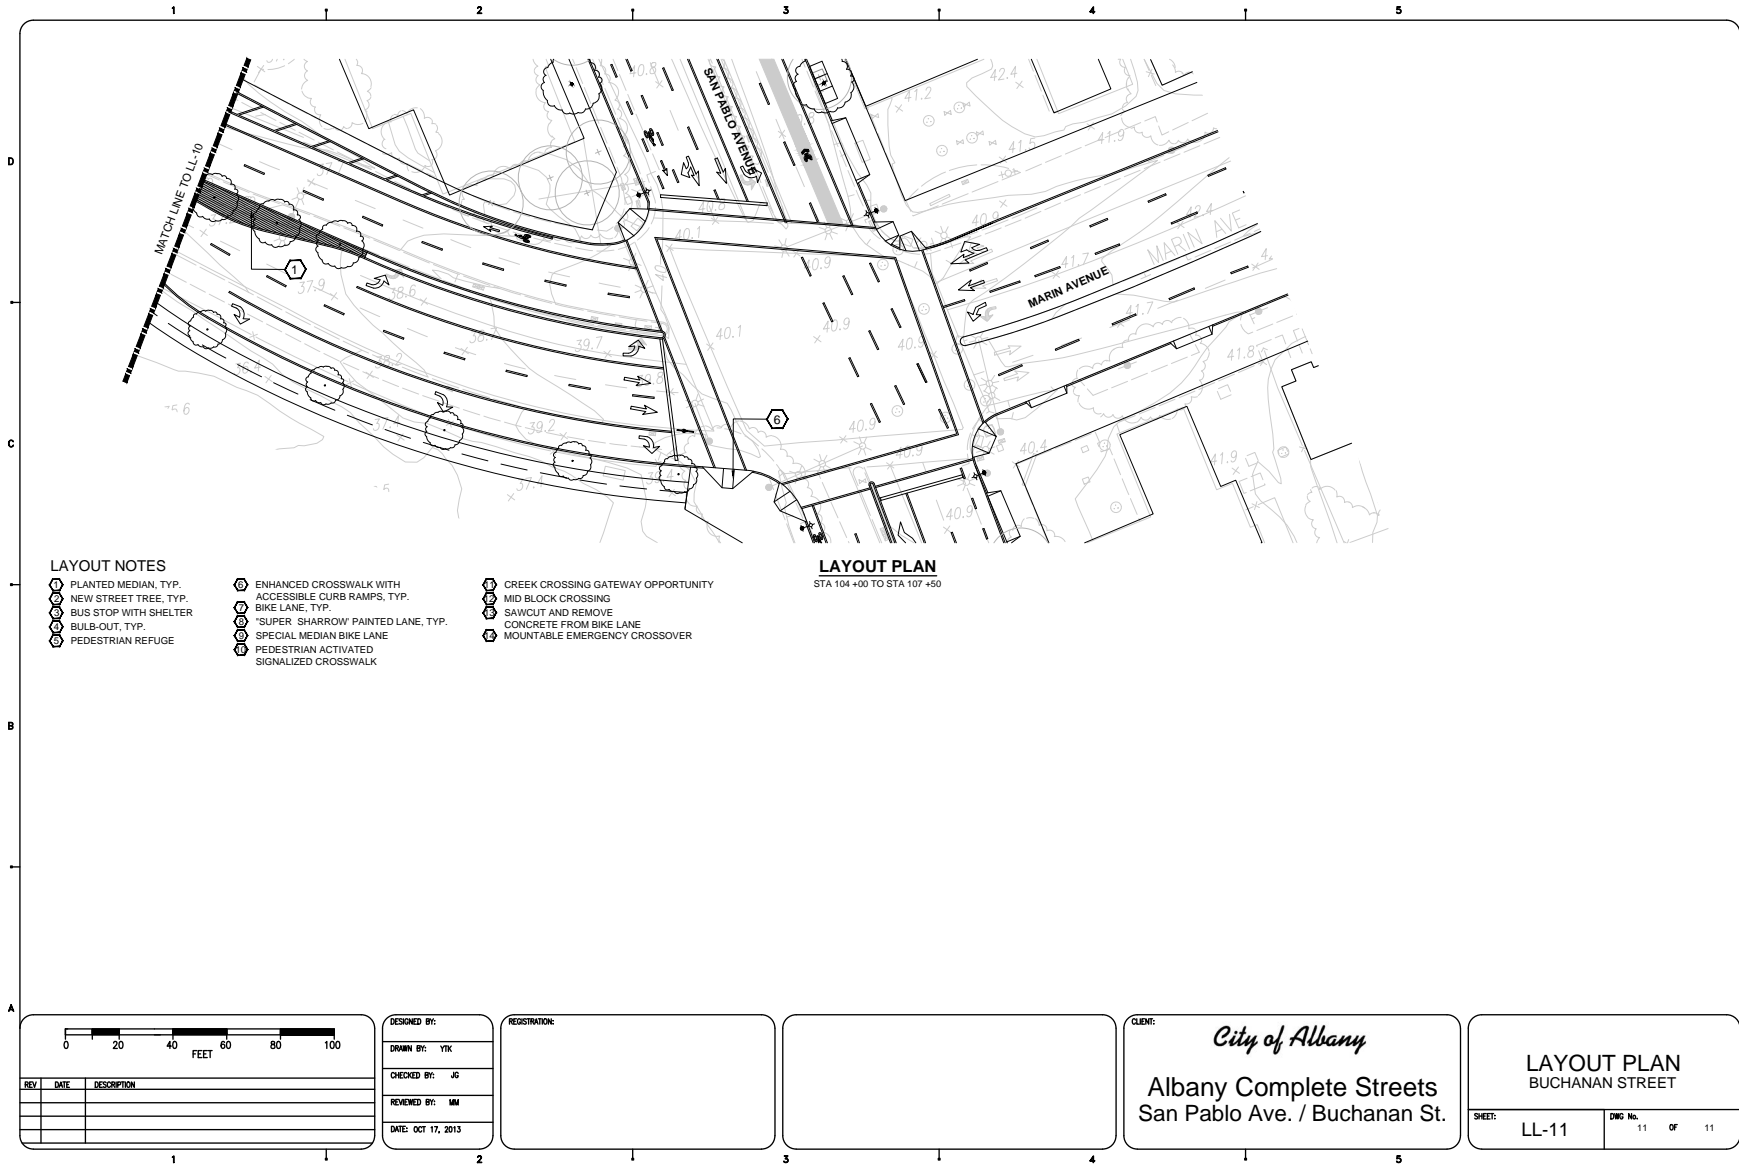 1 2 3 4 5
D
C
B
A
MATCH LINE TO LL-10
SAN PABLO AVENUE
MARIN AVENUE
MARIN AVE
40.8
42.4
41.2
41.9
41.5
42.4
40.9
40.1
40.9
41.7
37.9
38.6
40.1
40.9
40.9
41.7
41.8
39.7
38.2
39.2
40.9
40.9
40.4
41.9
40.9
1
6
LAYOUT NOTES
1 PLANTED MEDIAN, TYP.
2 NEW STREET TREE, TYP.
3 BUS STOP WITH SHELTER
4 BULB-OUT, TYP.
5 PEDESTRIAN REFUGE
6 ENHANCED CROSSWALK WITH
ACCESSIBLE CURB RAMPS, TYP.
7 BIKE LANE, TYP.
8 "SUPER SHARROW' PAINTED LANE, TYP.
9 SPECIAL MEDIAN BIKE LANE
10 PEDESTRIAN ACTIVATED
SIGNALIZED CROSSWALK
11 CREEK CROSSING GATEWAY OPPORTUNITY
12 MID BLOCK CROSSING
13 SAWCUT AND REMOVE
CONCRETE FROM BIKE LANE
14 MOUNTABLE EMERGENCY CROSSOVER
LAYOUT PLAN
STA 104 +00 TO STA 107 +50
0 20 40 60 80 100
FEET
REV DATE DESCRIPTION
DESIGNED BY:
DRAWN BY: YTK
CHECKED BY: JG
REVIEWED BY: MM
DATE: OCT 17, 2013
REGISTRATION:
CLIENT:
City of Albany
Albany Complete Streets
San Pablo Ave. / Buchanan St.
LAYOUT PLAN
BUCHANAN STREET
SHEET:
LL-11
DWG No.
11 OF 11
1 2 3 4 5